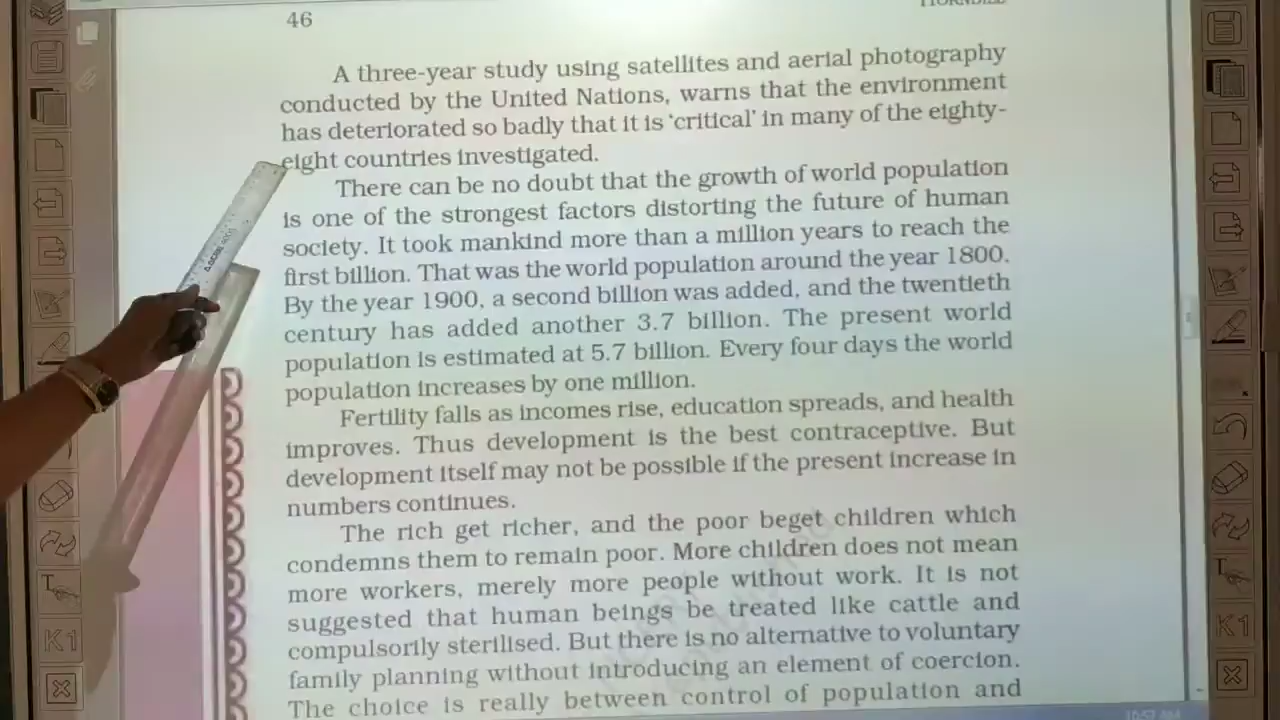 46
HORNBILL
A three-year study using satellites and aerial photography
conducted by the United Nations, warns that the environment
has deteriorated so badly that it is 'critical' in many of the eighty-
eight countries investigated.
There can be no doubt that the growth of world population
is one of the strongest factors distorting the future of human
society. It took mankind more than a million years to reach the
first billion. That was the world population around the year 1800.
By the year 1900, a second billion was added, and the twentieth
century has added another 3.7 billion. The present world
population is estimated at 5.7 billion. Every four days the world
population increases by one million.
Fertility falls as incomes rise, education spreads, and health
improves. Thus development is the best contraceptive. But
development itself may not be possible if the present increase in
numbers continues.
The rich get richer, and the poor beget children which
condemns them to remain poor. More children does not mean
more workers, merely more people without work. It is not
suggested that human beings be treated like cattle and
compulsorily sterilised. But there is no alternative to voluntary
family planning without introducing an element of coercion.
The choice is really between control of population and
K1
K1
10:57 AM